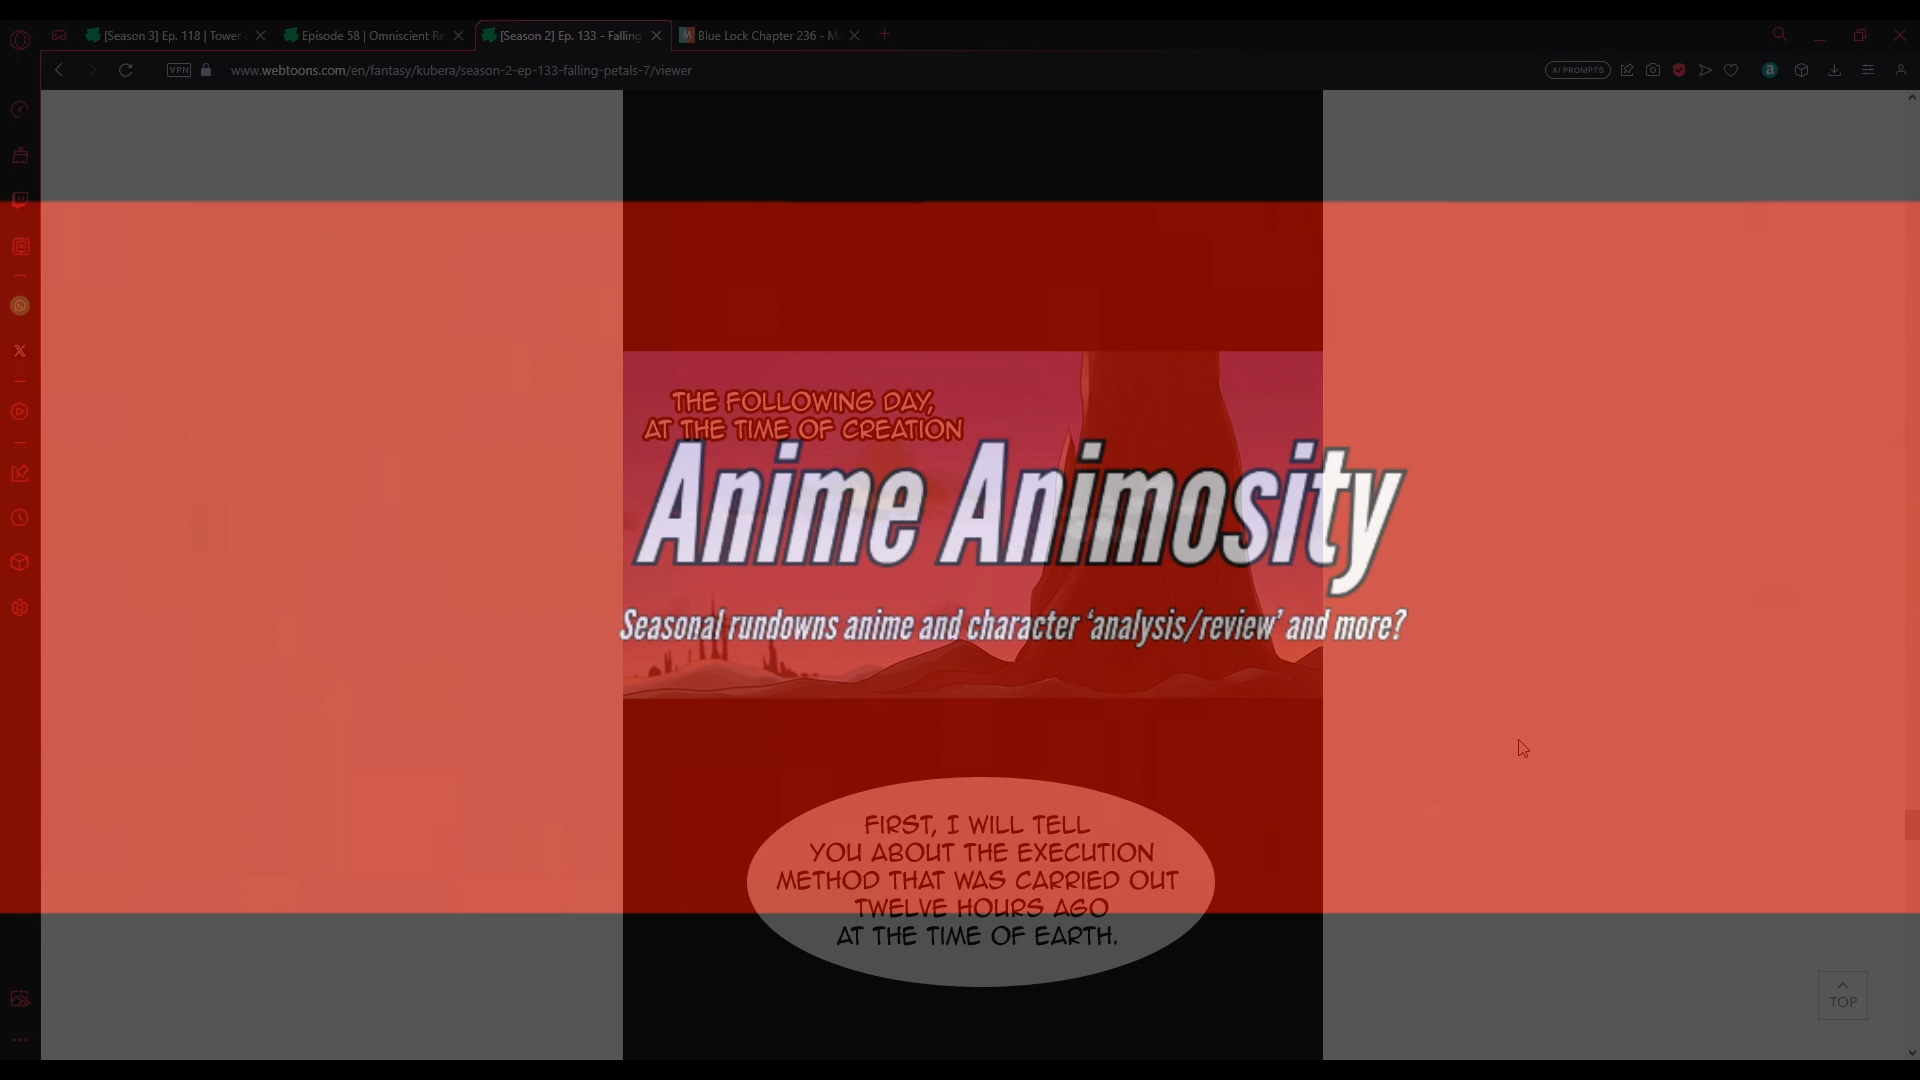 [Season 3] Ep. 118 | Tower
Episode 58 | Omniscient Re
[Season 2] Ep. 133 - Falling
Blue Lock Chapter 236 - M
VPN
www.webtoons.com/en/fantasy/kubera/season-2-ep-133-falling-petals-7/viewer
AI PROMPTS
THE FOLLOWING DAY,
AT THE TIME OF CREATION
Anime Animosity
Seasonal rundowns anime and character ‘analysis/review’ and more?
FIRST, I WILL TELL
YOU ABOUT THE EXECUTION
METHOD THAT WAS CARRIED OUT
TWELVE HOURS AGO
AT THE TIME OF EARTH.
TOP